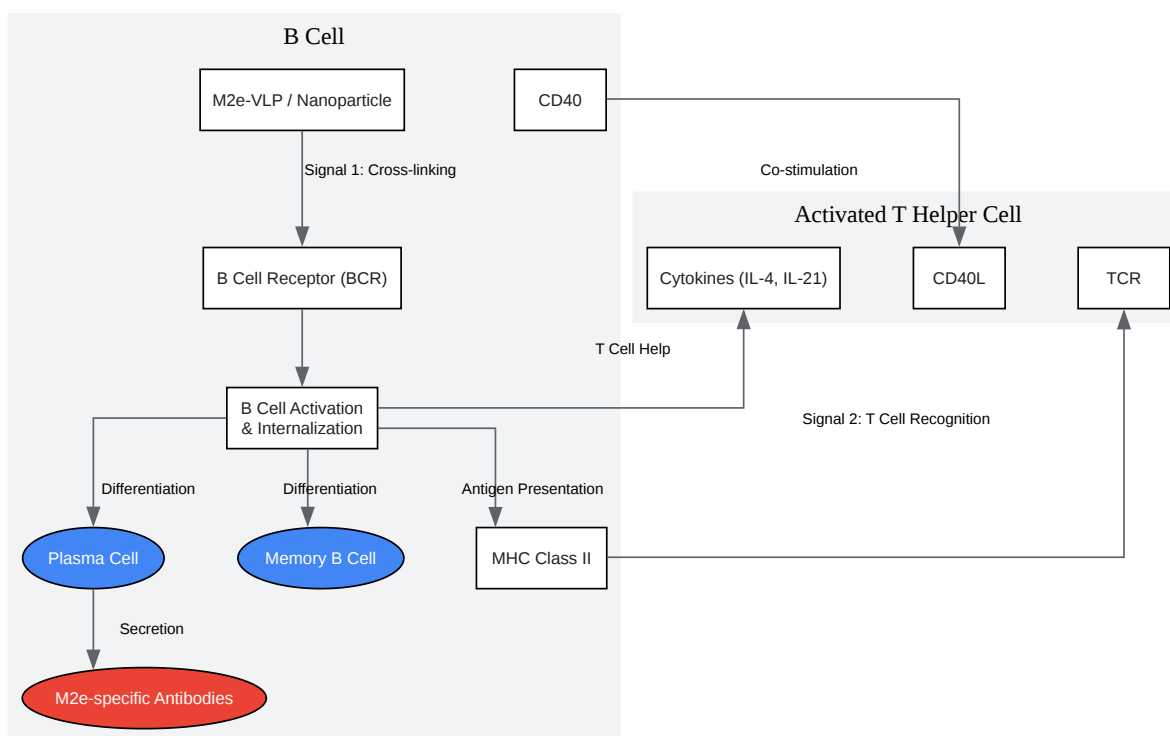 B Cell
M2e-VLP / Nanoparticle
CD40
Signal 1: Cross-linking
Co-stimulation
Activated T Helper Cell
B Cell Receptor (BCR)
Cytokines (IL-4, IL-21)
CD40L
TCR
T Cell Help
B Cell Activation
& Internalization
Signal 2: T Cell Recognition
Differentiation
Differentiation
Antigen Presentation
Plasma Cell
Memory B Cell
MHC Class II
Secretion
M2e-specific Antibodies